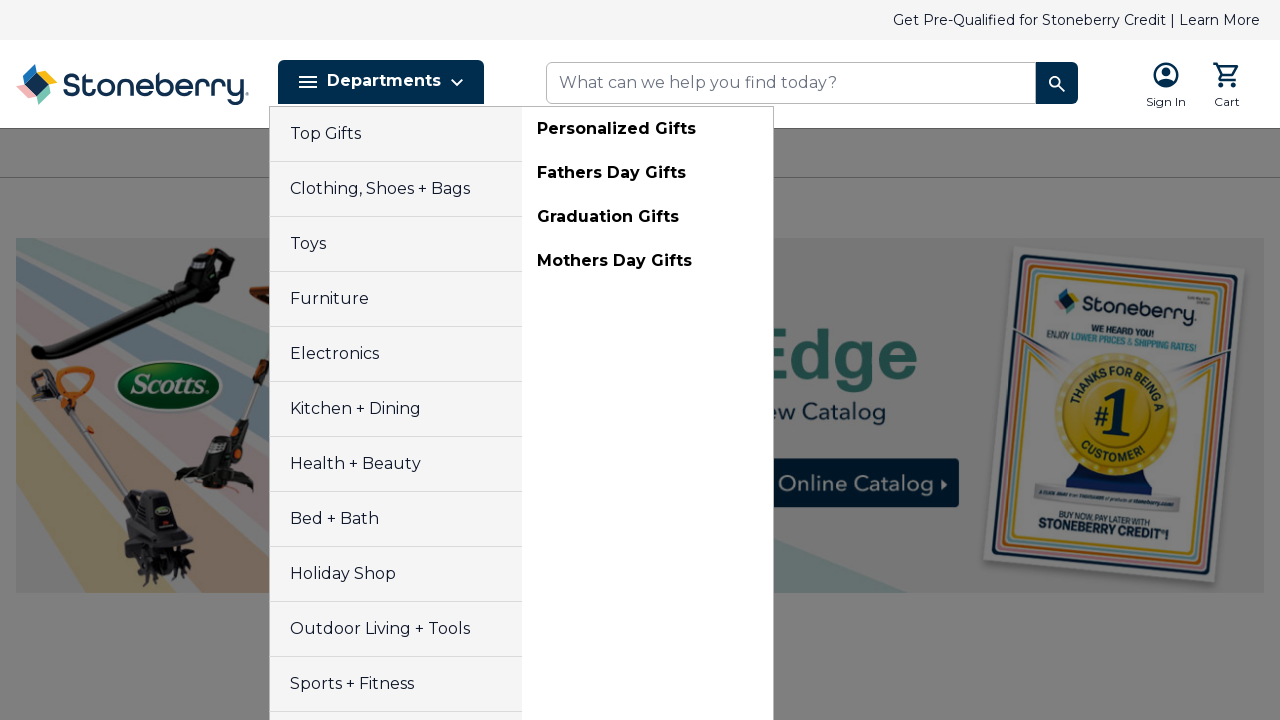 Get Pre-Qualified for Stoneberry Credit | Learn More
Stoneberry
Departments
What can we help you find today?
Sign In
Cart
Top Gifts
Clothing, Shoes + Bags
Toys
Furniture
Electronics
Kitchen + Dining
Health + Beauty
Bed + Bath
Holiday Shop
Outdoor Living + Tools
Sports + Fitness
Personalized Gifts
Fathers Day Gifts
Graduation Gifts
Mothers Day Gifts
Scotts
Edge
ew Catalog
Online Catalog
Stoneberry
WE HEARD YOU!
ENJOY LOWER PRICES & SHIPPING RATES!
THANKS FOR BEING A
#1
CUSTOMER!
BUY NOW, PAY LATER WITH
STONEBERRY CREDIT*!